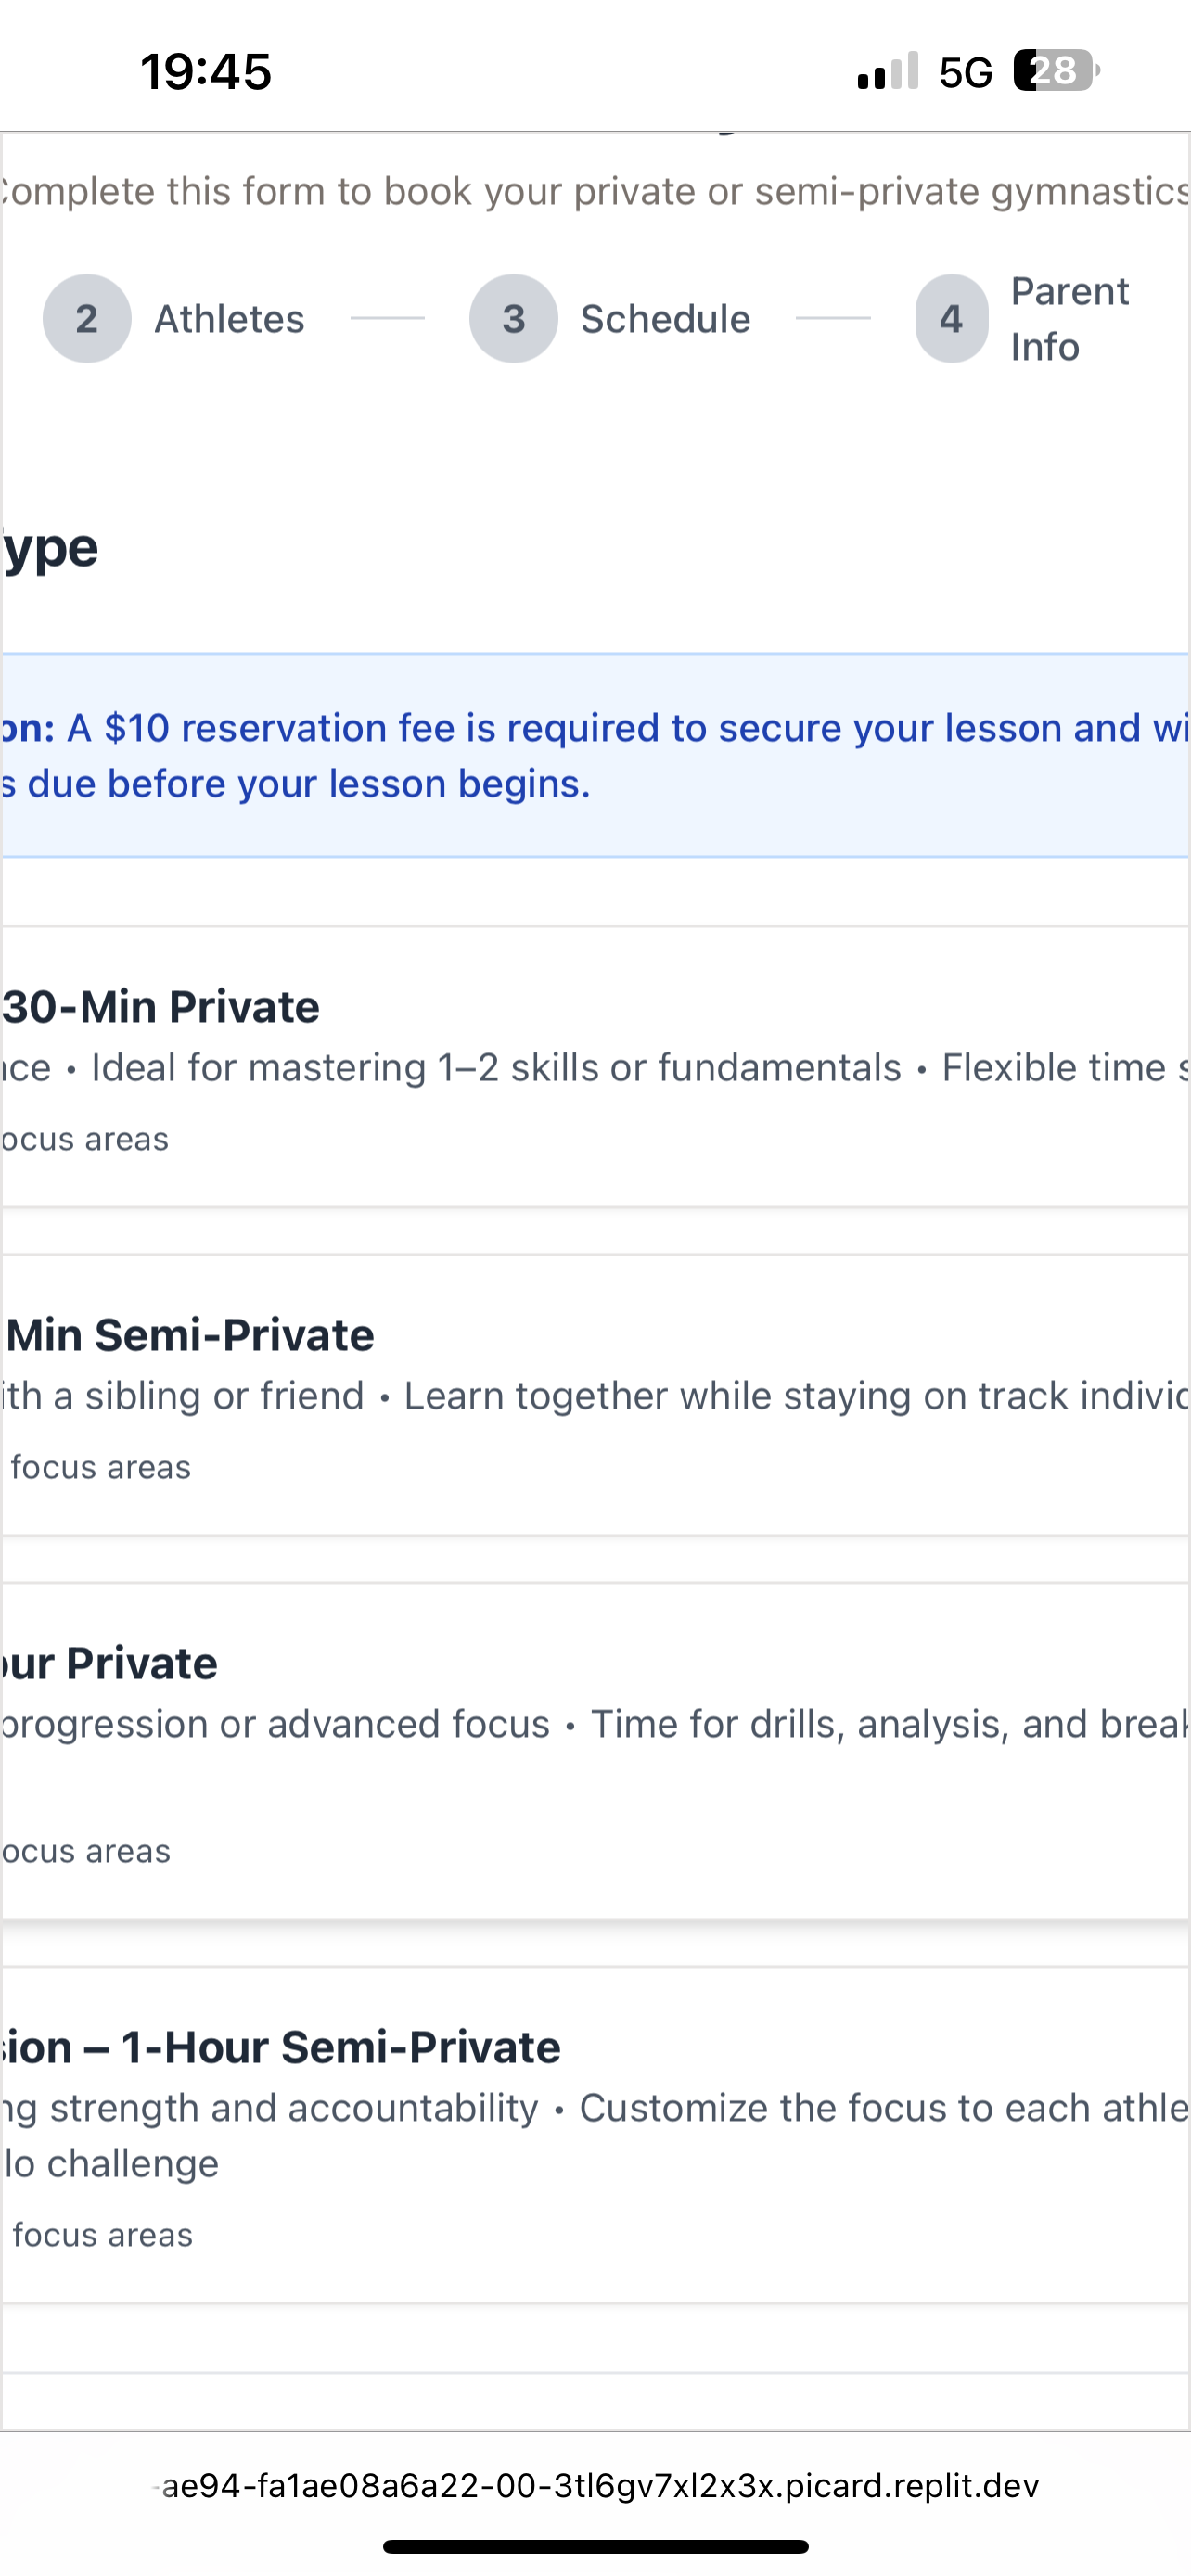 19:45
5G
28
Complete this form to book your private or semi-private gymnastics
2 Athletes
3 Schedule
4 Parent
Info
ype
on: A $10 reservation fee is required to secure your lesson and wi
s due before your lesson begins.
30-Min Private
ce • Ideal for mastering 1–2 skills or fundamentals • Flexible time s
ocus areas
Min Semi-Private
ith a sibling or friend • Learn together while staying on track indivi
focus areas
ur Private
progression or advanced focus • Time for drills, analysis, and break
ocus areas
sion – 1-Hour Semi-Private
ng strength and accountability • Customize the focus to each athle
lo challenge
focus areas
-ae94-fa1ae08a6a22-00-3tl6gv7xl2x3x.picard.replit.dev